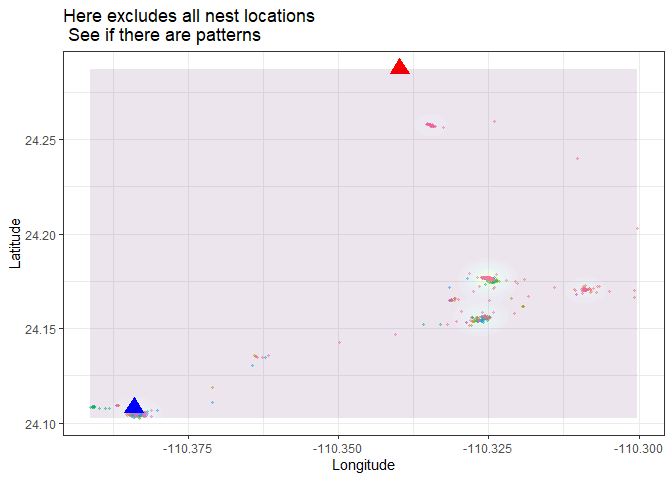 Here excludes all nest locations
See if there are patterns
24.25
24.20
24.15
24.10
Latitude
-110.375
-110.350
-110.325
-110.300
Longitude